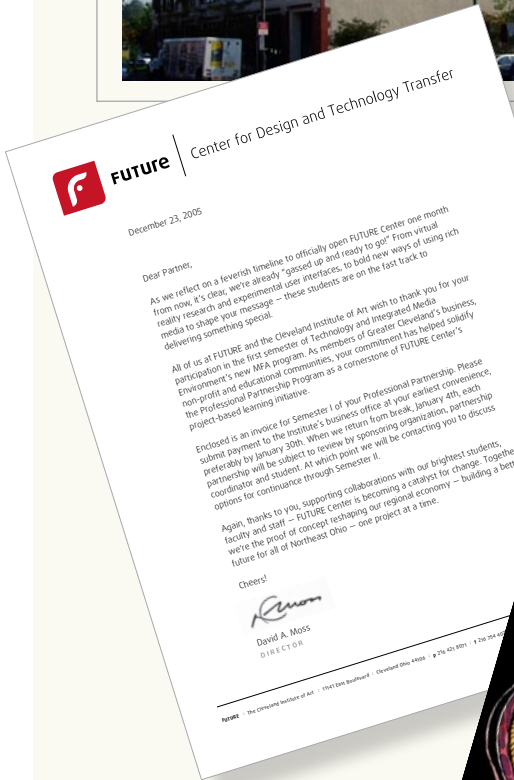 FUTURE
Center for Design and Technology Transfer
December 23, 2005
Dear Partner,
As we reflect on a feverish timeline to officially open FUTURE Center one month
from now, it's clear, we're already "gassed up and ready to go!" From virtual
reality research and experimental user interfaces, to bold new ways of using rich
media to shape your message — these students are on the fast track to
delivering something special.
All of us at FUTURE and the Cleveland Institute of Art wish to thank you for your
participation in the first semester of Technology and Integrated Media
Environment's new MFA program. As members of Greater Cleveland's business,
non-profit and educational communities, your commitment has helped solidify
the Professional Partnership Program as a cornerstone of FUTURE Center's
project-based learning initiative.
Enclosed is an invoice for Semester I of your Professional Partnership. Please
submit payment to the Institute's business office at your earliest convenience,
preferably by January 30th. When we return from break, January 4th, each
partnership will be subject to review by sponsoring organization, partnership
coordinator and student. At which point we will be contacting you to discuss
options for continuance through Semester II.
Again, thanks to you, supporting collaborations with our brightest students,
faculty and staff — FUTURE Center is becoming a catalyst for change. Togethe
we're the proof of concept reshaping our regional economy — building a bett
future for all of Northeast Ohio — one project at a time.
Cheers!
David A. Moss
DIRECTOR
FUTURE : The Cleveland Institute of Art : 11141 East Boulevard : Cleveland Ohio 44106 : p 216 421 8071 : f 216 754